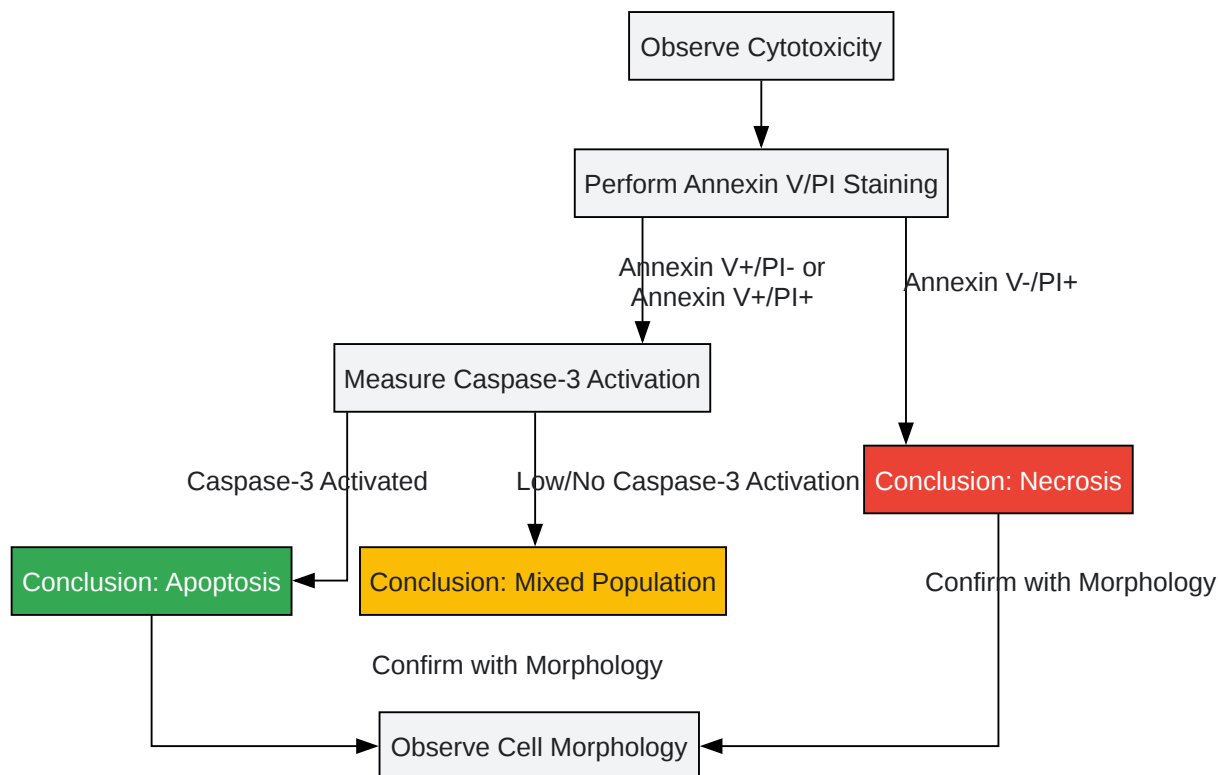 Observe Cytotoxicity
Perform Annexin V/PI Staining
Annexin V+/PI- or
Annexin V+/PI+
Annexin V-/PI+
Measure Caspase-3 Activation
Caspase-3 Activated
Low/No Caspase-3 Activation
Conclusion: Necrosis
Conclusion: Apoptosis
Conclusion: Mixed Population
Confirm with Morphology
Confirm with Morphology
Observe Cell Morphology